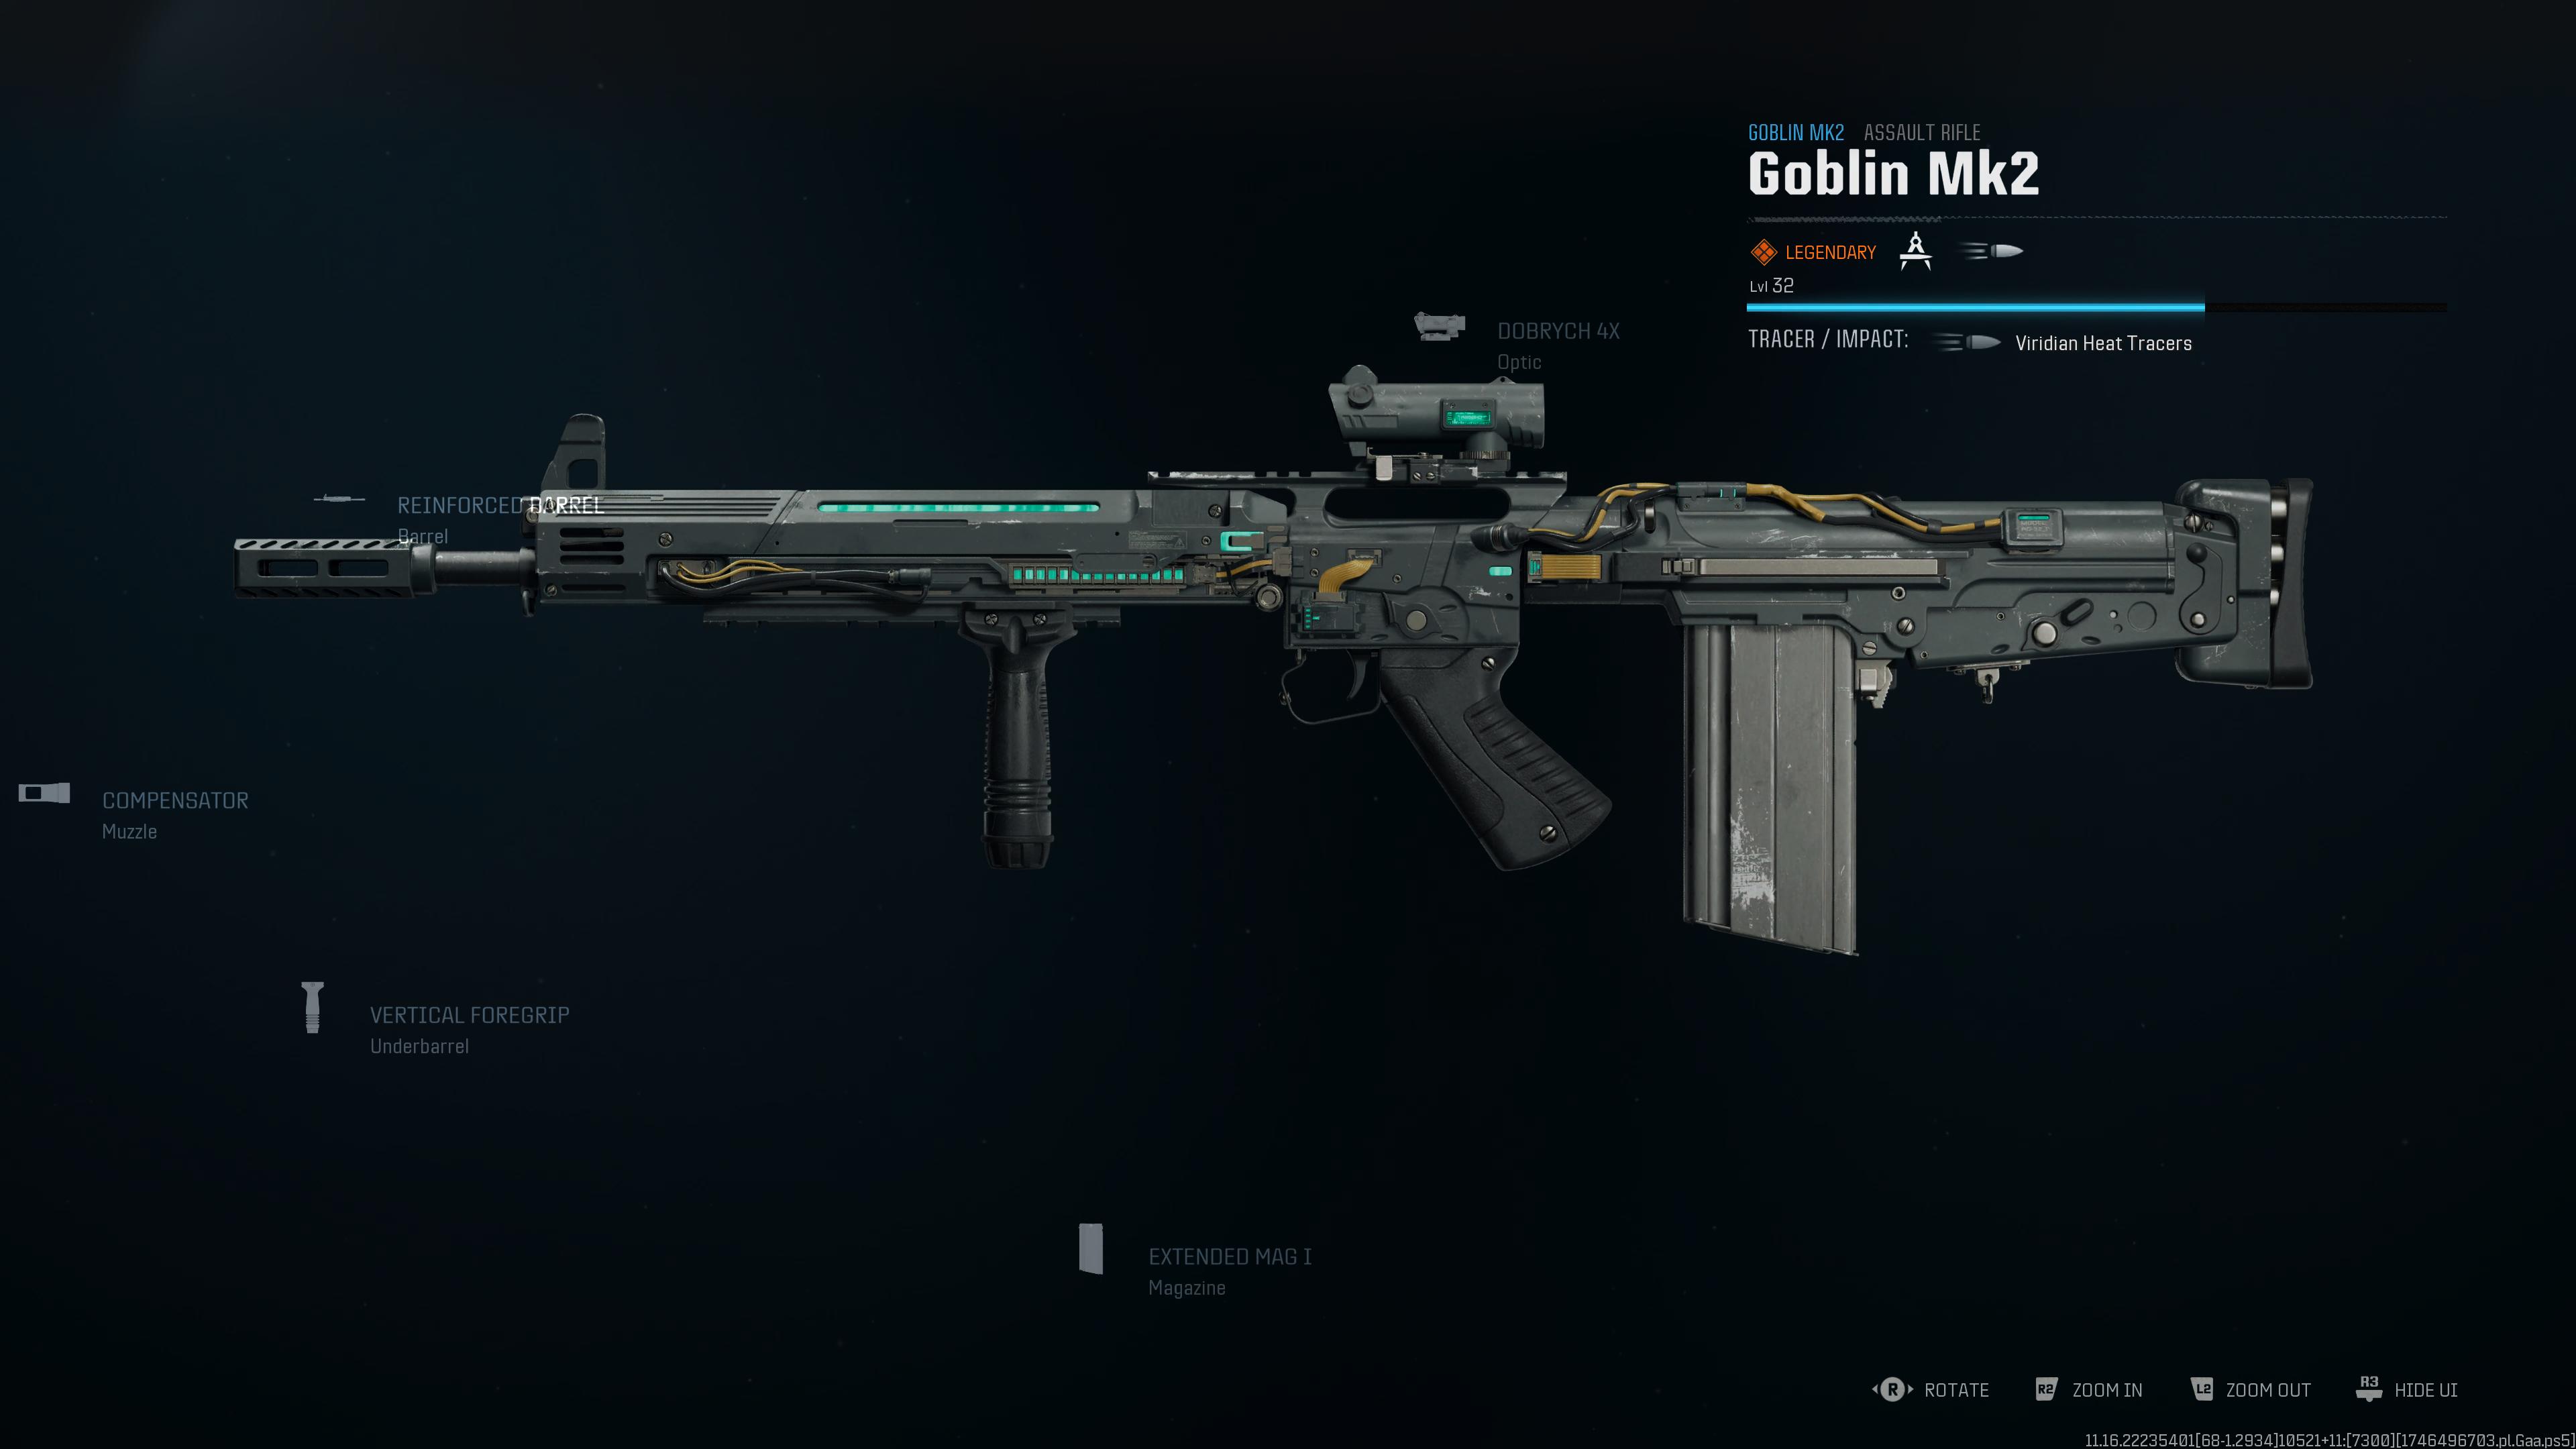 GOBLIN MK2 ASSAULT RIFLE
Goblin Mk2
LEGENDARY
Lvl 32
TRACER / IMPACT: Viridian Heat Tracers
DOBRYCH 4X
Optic
REINFORCED BARREL
Barrel
COMPENSATOR
Muzzle
VERTICAL FOREGRIP
Underbarrel
EXTENDED MAG I
Magazine
R ROTATE R2 ZOOM IN L2 ZOOM OUT R3 HIDE UI
11.16.22235401[68-1.2934]10521+11:[7300][1746496703.pl.Gaa.ps5]